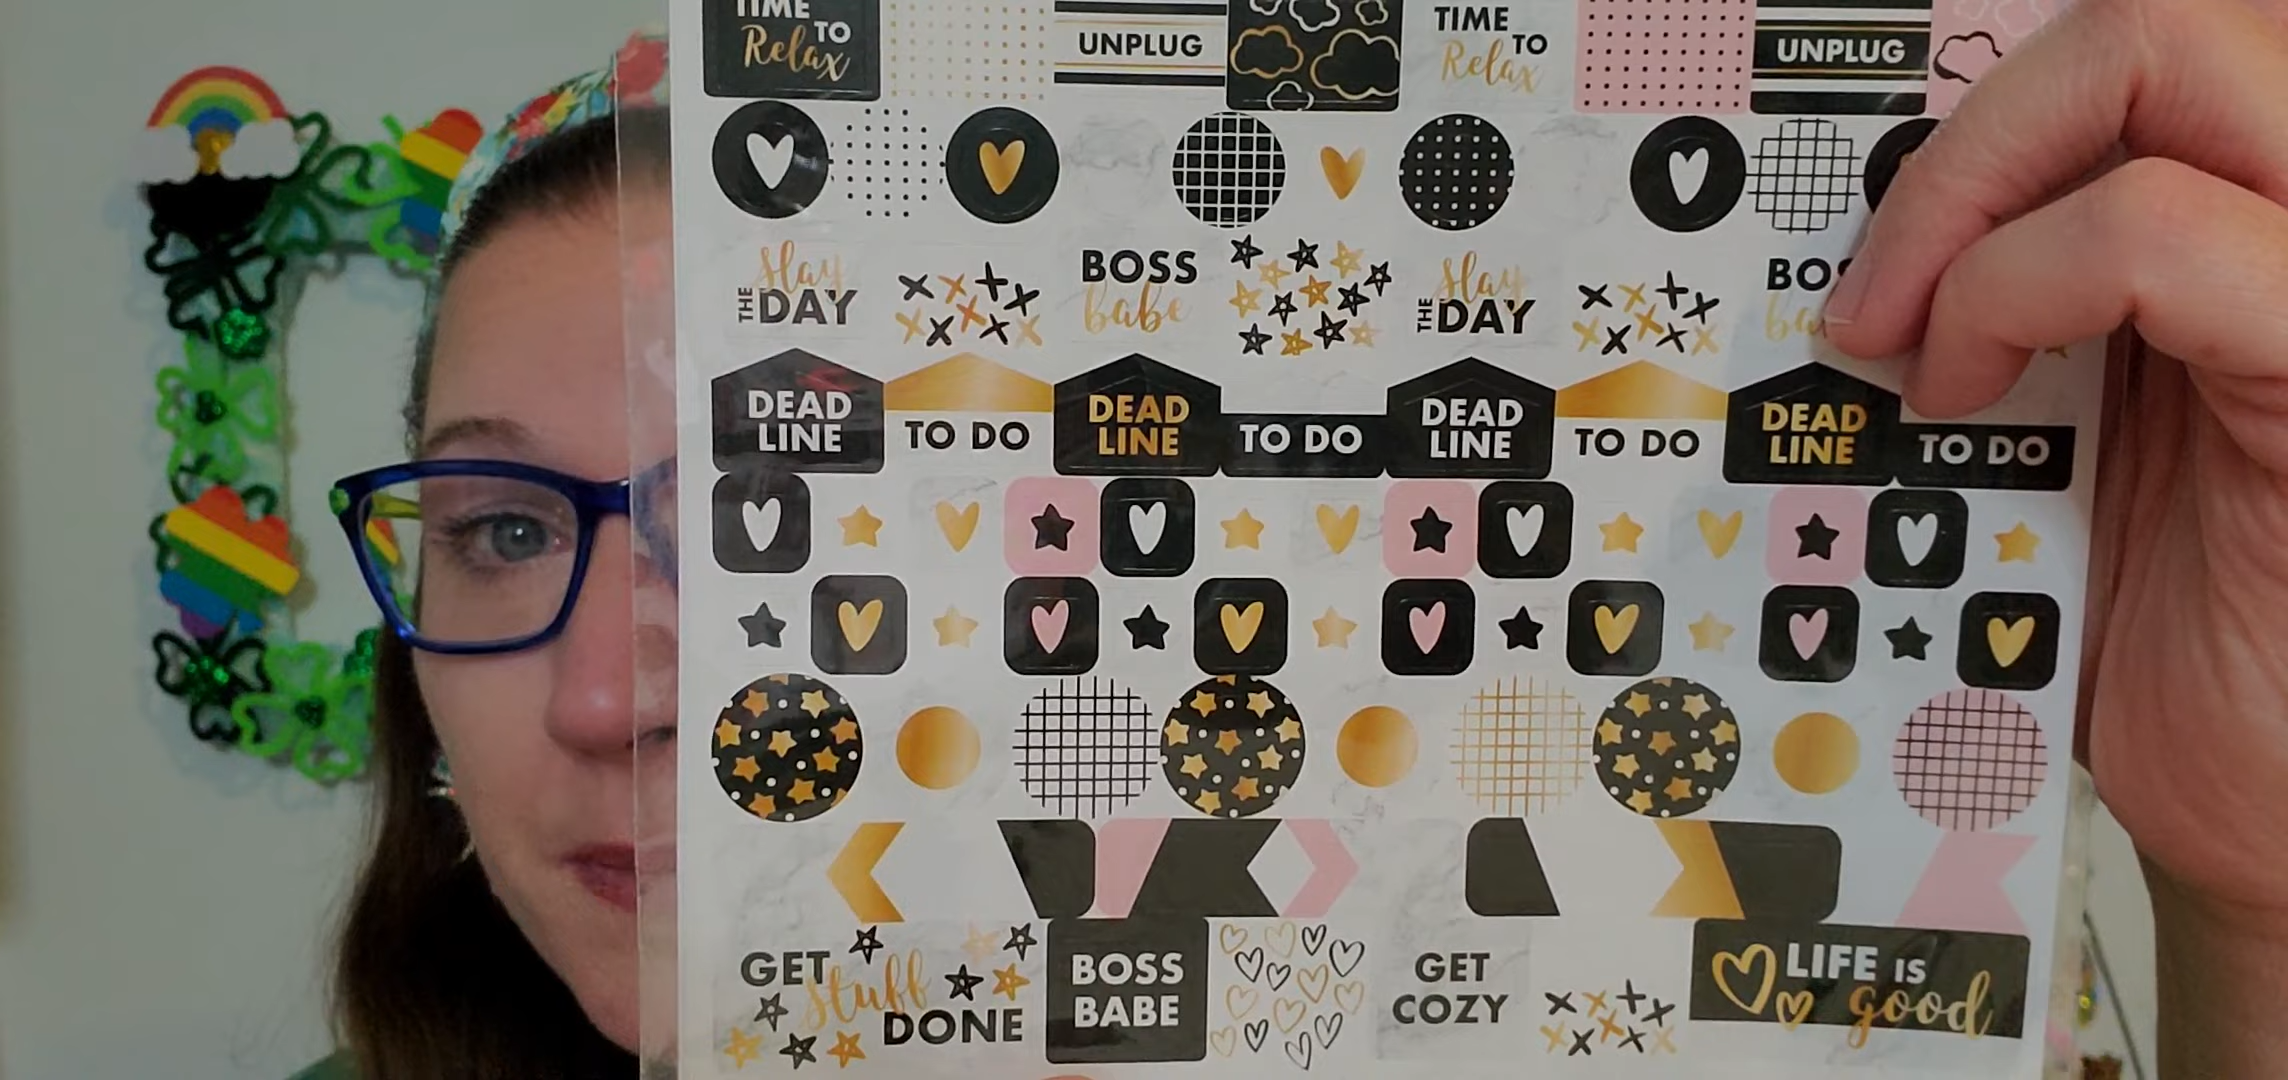 TIME
TO
Relax
UNPLUG
TIME
TO
Relax
UNPLUG
Slay
THE DAY
BOSS
babe
Slay
THE DAY
DEAD
LINE
TO DO
DEAD
LINE
TO DO
DEAD
LINE
TO DO
DEAD
LINE
TO DO
GET
Stuff
DONE
BOSS
BABE
GET
COZY
LIFE IS
good